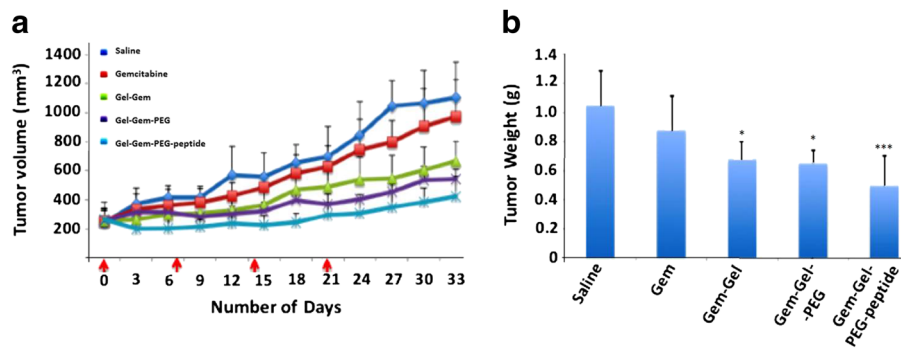 a
Tumor volume (mm³)
1400
1200
1000
800
600
400
200
Saline
Gemcitabine
Gel-Gem
Gel-Gem-PEG
Gel-Gem-PEG-peptide
0 3 6 9 12 15 18 21 24 27 30 33
Number of Days
b
Tumor Weight (g)
1.4
1.2
1.0
0.8
0.6
0.4
0.2
0
*
*
***
Saline
Gem
Gem-Gel
Gem-Gel-
-PEG
Gem-Gel-
PEG-peptide